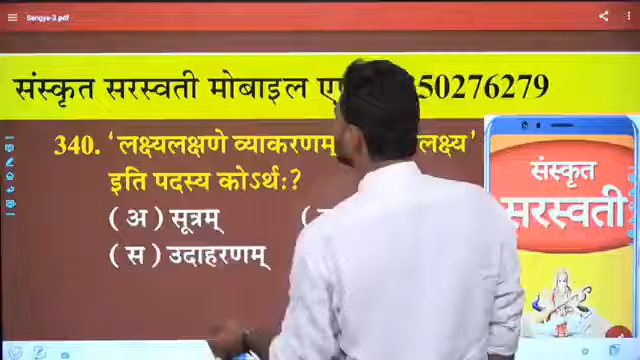 Sangya-3.pdf
संस्कृत सरस्वती मोबाइल 50276279
340. 'लक्ष्यलक्षणे व्याकरणम् लक्ष्य'
इति पदस्य कोऽर्थः?
( अ ) सूत्रम् (
( स ) उदाहरणम्
संस्कृत
सरस्वती